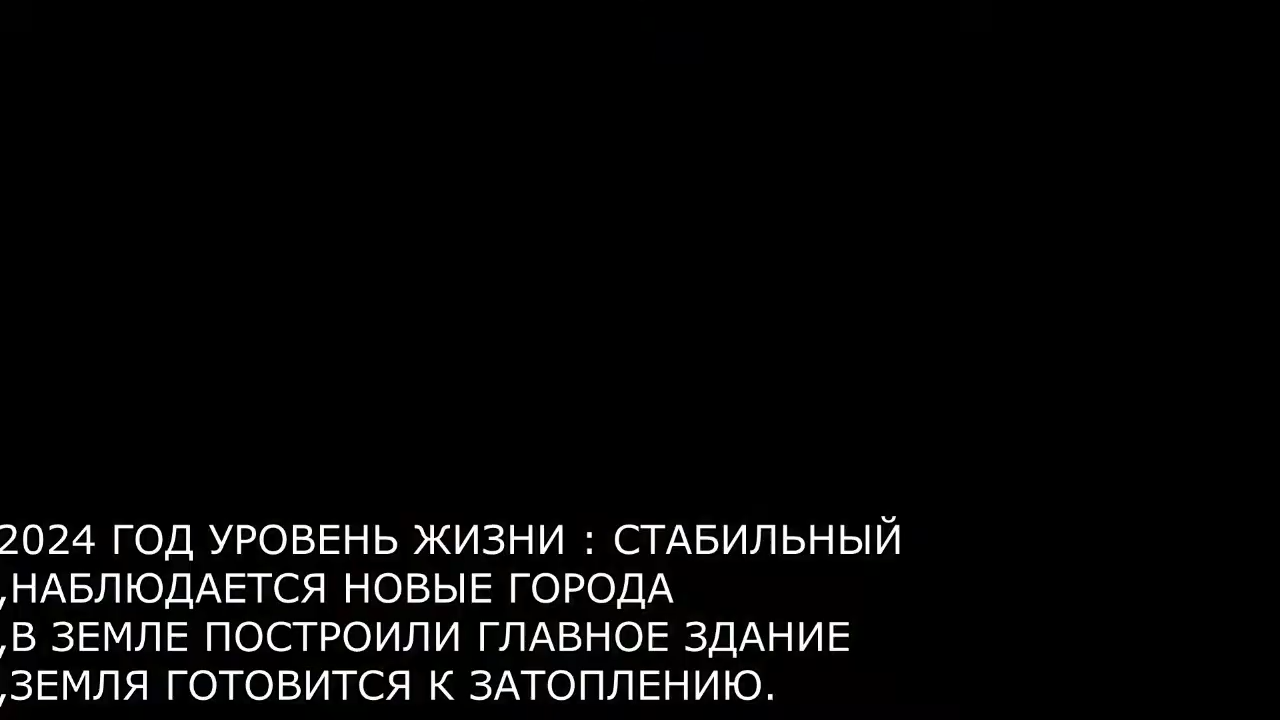 2024 ГОД УРОВЕНЬ ЖИЗНИ : СТАБИЛЬНЫЙ
,НАБЛЮДАЕТСЯ НОВЫЕ ГОРОДА
,В ЗЕМЛЕ ПОСТРОИЛИ ГЛАВНОЕ ЗДАНИЕ
,ЗЕМЛЯ ГОТОВИТСЯ К ЗАТОПЛЕНИЮ.